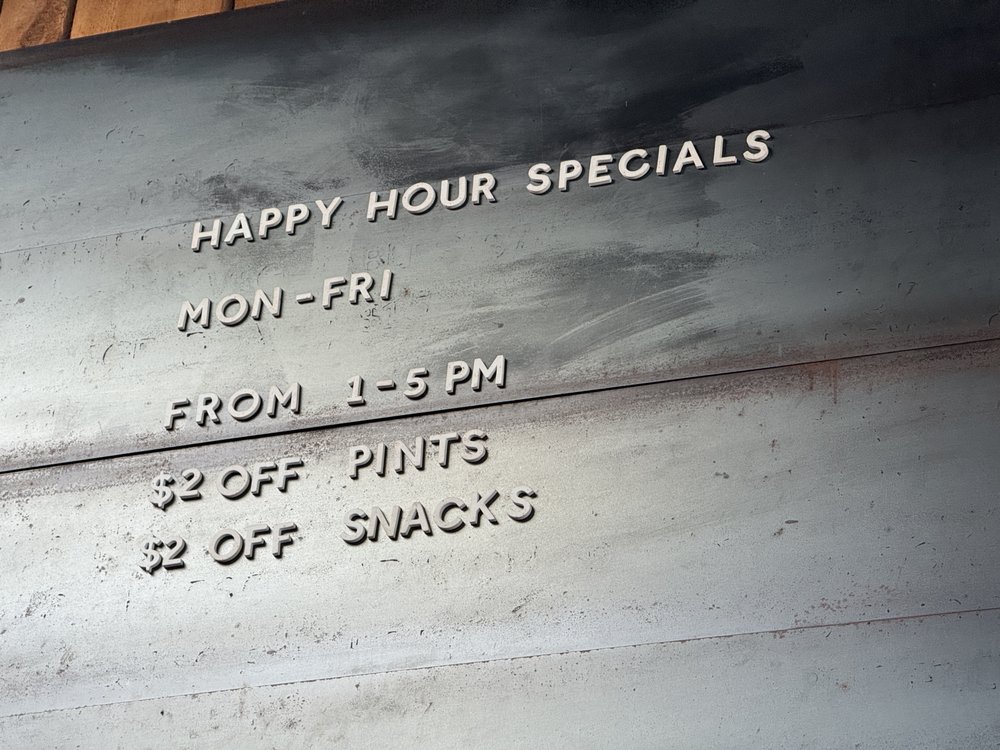 HAPPY HOUR SPECIALS
MON-FRI
FROM 1-5 PM
$2 OFF PINTS
$2 OFF SNACKS